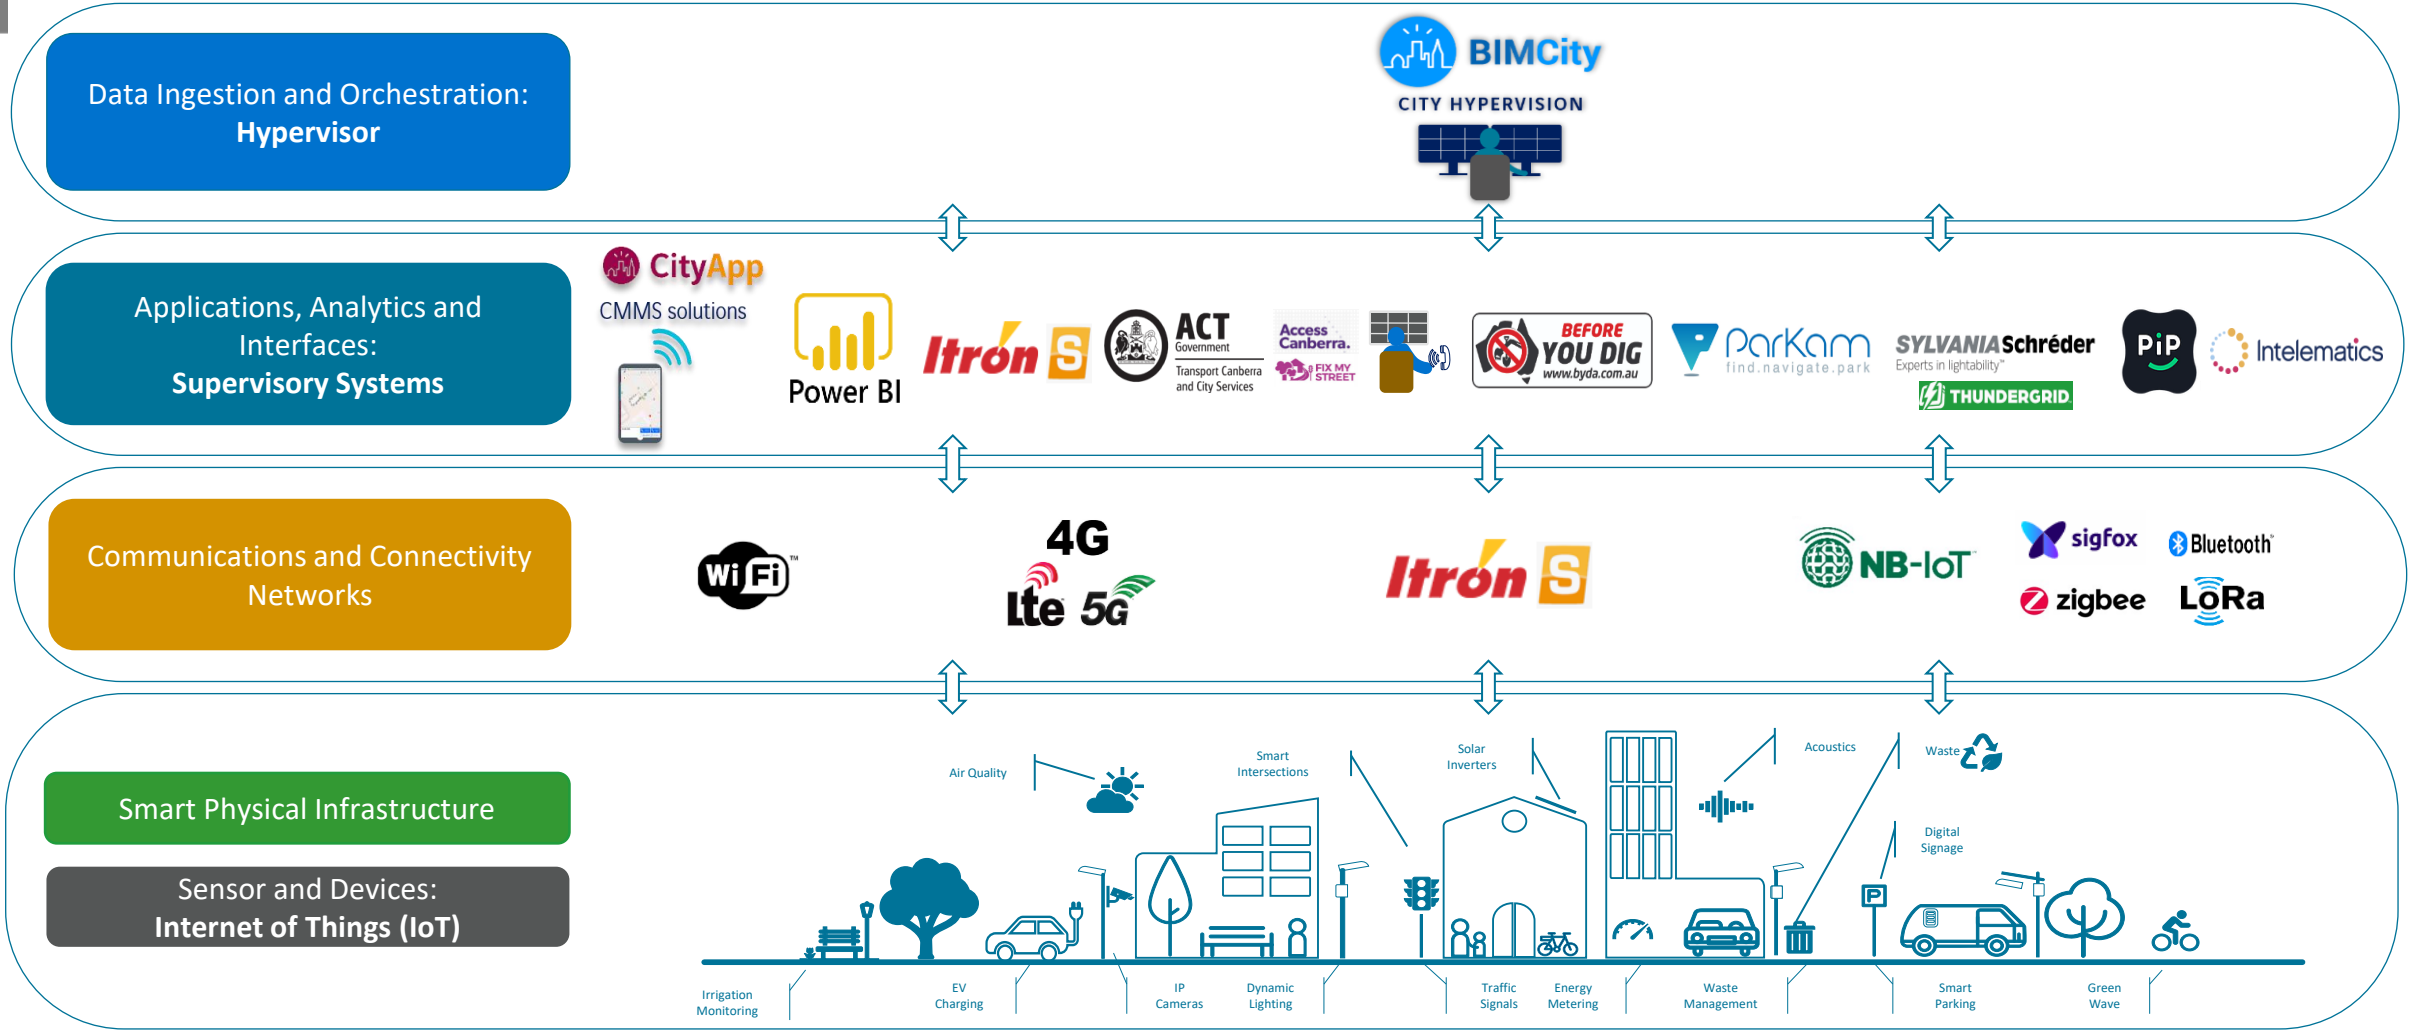 BIMCity
CITY HYPERVISION
Data Ingestion and Orchestration:
Hypervisor
CityApp
CMMS solutions
Applications, Analytics and
Interfaces:
Supervisory Systems
Power BI
Itron S
ACT
Government
Transport Canberra
and City Services
Access
Canberra.
FIX MY
STREET
BEFORE
YOU DIG
www.byda.com.au
ParKam
find.navigate.park
SYLVANIA Schréder
Experts in lightability™
THUNDERGRID
PiP
Intelematics
Communications and Connectivity
Networks
Wi Fi™
4G
Lte 5G
Itron S
NB-IoT
sigfox
Bluetooth
zigbee
LoRa
Smart Physical Infrastructure
Sensor and Devices:
Internet of Things (IoT)
Air Quality
Smart
Intersections
Solar
Inverters
Acoustics
Waste
Digital
Signage
P
Irrigation
Monitoring
EV
Charging
IP
Cameras
Dynamic
Lighting
Traffic
Signals
Energy
Metering
Waste
Management
Smart
Parking
Green
Wave